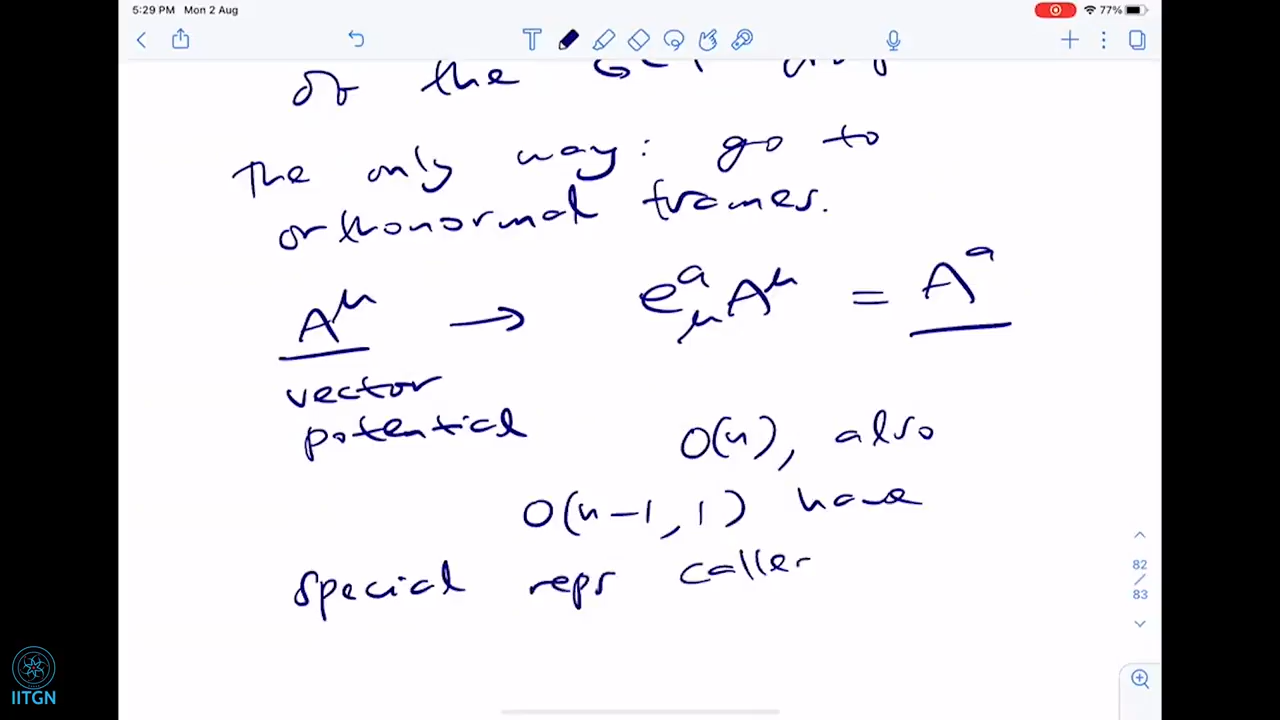 5:29 PM Mon 2 Aug
77%
of the
the only way: go to
orthonormal frames.
A^μ → e^a_μ A^μ = A^a
vector
potential
O(n), also
O(n-1, 1) have
special reps caller
82
/
83
IITGN